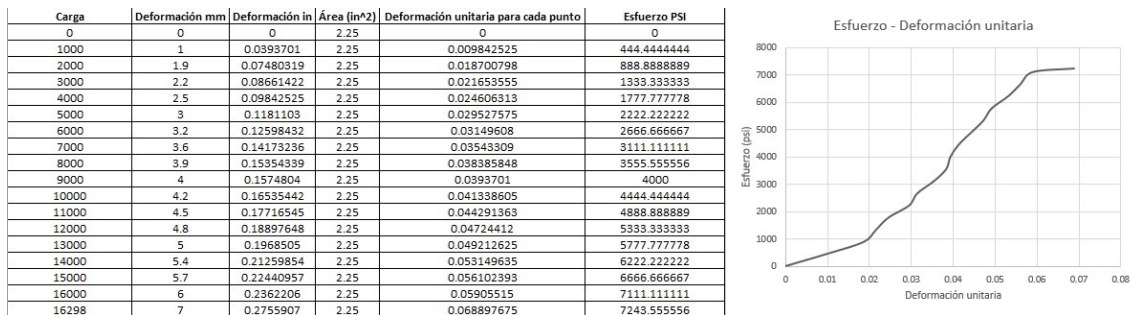 Carga Deformación mm Deformación in Área (in^2) Deformación unitaria para cada punto Esfuerzo PSI
0 0 0 2.25 0 0
1000 1 0.0393701 2.25 0.009842525 444.4444444
2000 1.9 0.07480319 2.25 0.018700798 888.8888889
3000 2.2 0.08661422 2.25 0.021653555 1333.333333
4000 2.5 0.09842525 2.25 0.024606313 1777.777778
5000 3 0.1181103 2.25 0.029527575 2222.222222
6000 3.2 0.12598432 2.25 0.03149608 2666.666667
7000 3.6 0.14173236 2.25 0.03543309 3111.111111
8000 3.9 0.15354339 2.25 0.038385848 3555.555556
9000 4 0.1574804 2.25 0.0393701 4000
10000 4.2 0.16535442 2.25 0.041338605 4444.444444
11000 4.5 0.17716545 2.25 0.044291363 4888.888889
12000 4.8 0.18897648 2.25 0.04724412 5333.333333
13000 5 0.1968505 2.25 0.049212625 5777.777778
14000 5.4 0.21259854 2.25 0.053149635 6222.222222
15000 5.7 0.22440957 2.25 0.056102393 6666.666667
16000 6 0.2362206 2.25 0.05905515 7111.111111
16298 7 0.2755907 2.25 0.068897675 7243.555556
Esfuerzo - Deformación unitaria
8000
7000
6000
5000
4000
3000
2000
1000
0
Esfuerzo (psi)
0 0.01 0.02 0.03 0.04 0.05 0.06 0.07 0.08
Deformación unitaria